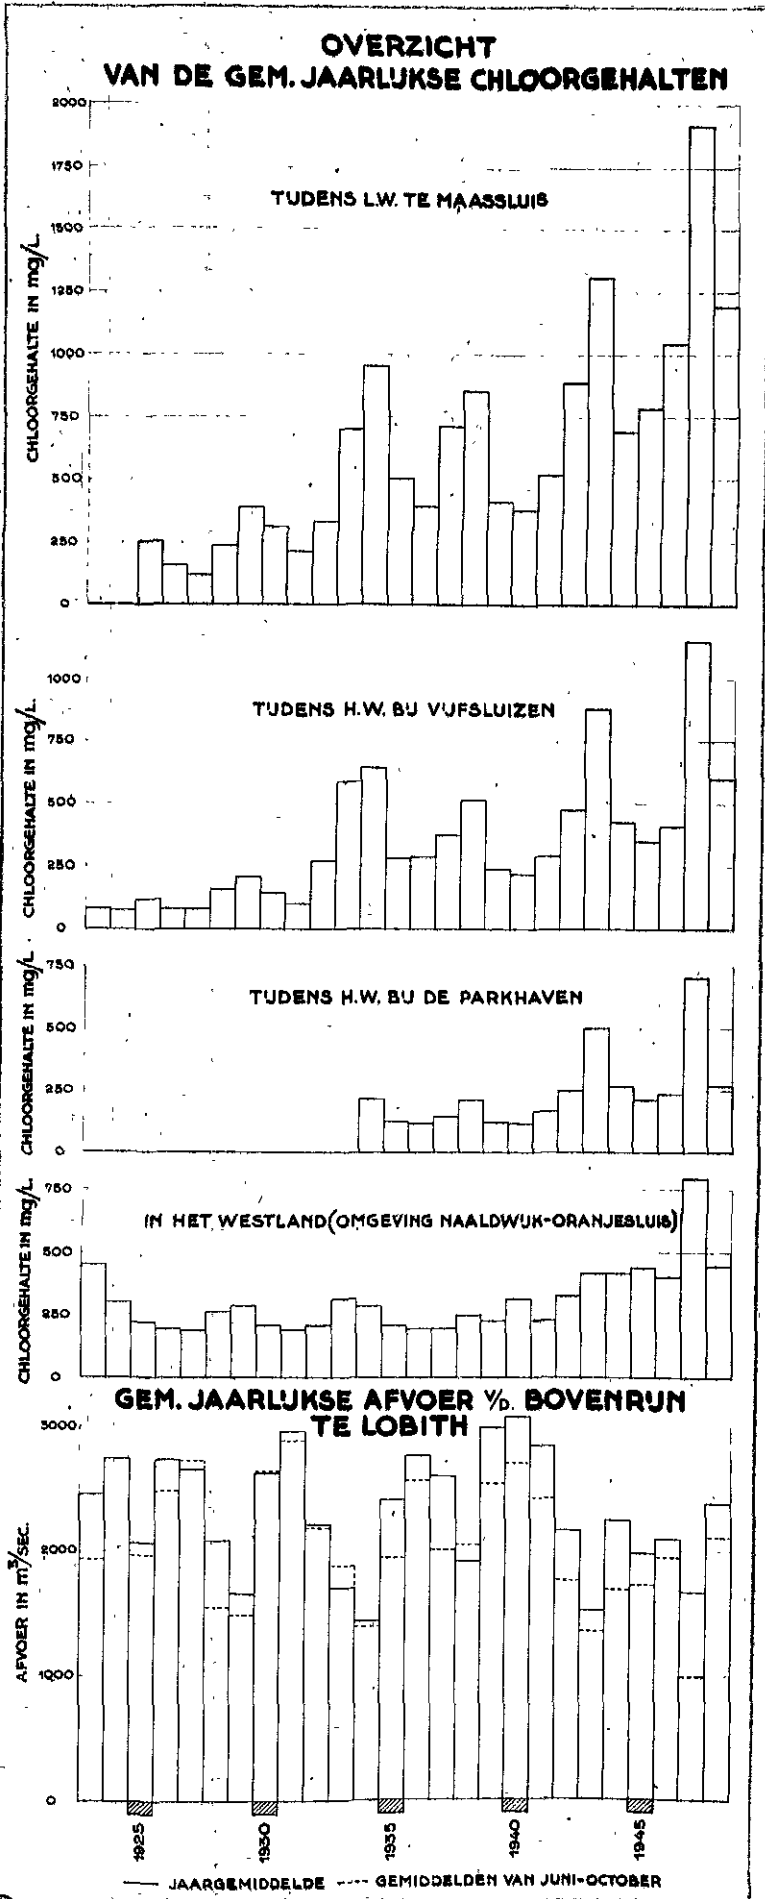 OVERZICHT
VAN DE GEM. JAARLIJKSE CHLOORGEHALTEN
CHLOORGEHALTE IN mg/L.
2000
1750
1500
1250
1000
750
500
250
0
TIJDENS L.W. TE MAASSLUIS
CHLOORGEHALTE IN mg/L.
1000
750
500
250
0
TIJDENS H.W. BIJ VIJFSLUIZEN
CHLOORGEHALTE IN mg/L.
750
500
250
0
TIJDENS H.W. BIJ DE PARKHAVEN
CHLOORGEHALTE IN mg/L.
750
500
250
0
IN HET WESTLAND (OMGEVING NAALDWIJK-ORANJESLUIS)
GEM. JAARLIJKSE AFVOER V/D. BOVENRIJN
TE LOBITH
AFVOER IN m³/SEC.
3000
2000
1000
0
1925
1930
1935
1940
1945
JAARGEMIDDELDE ---- GEMIDDELDEN VAN JUNI-OCTOBER